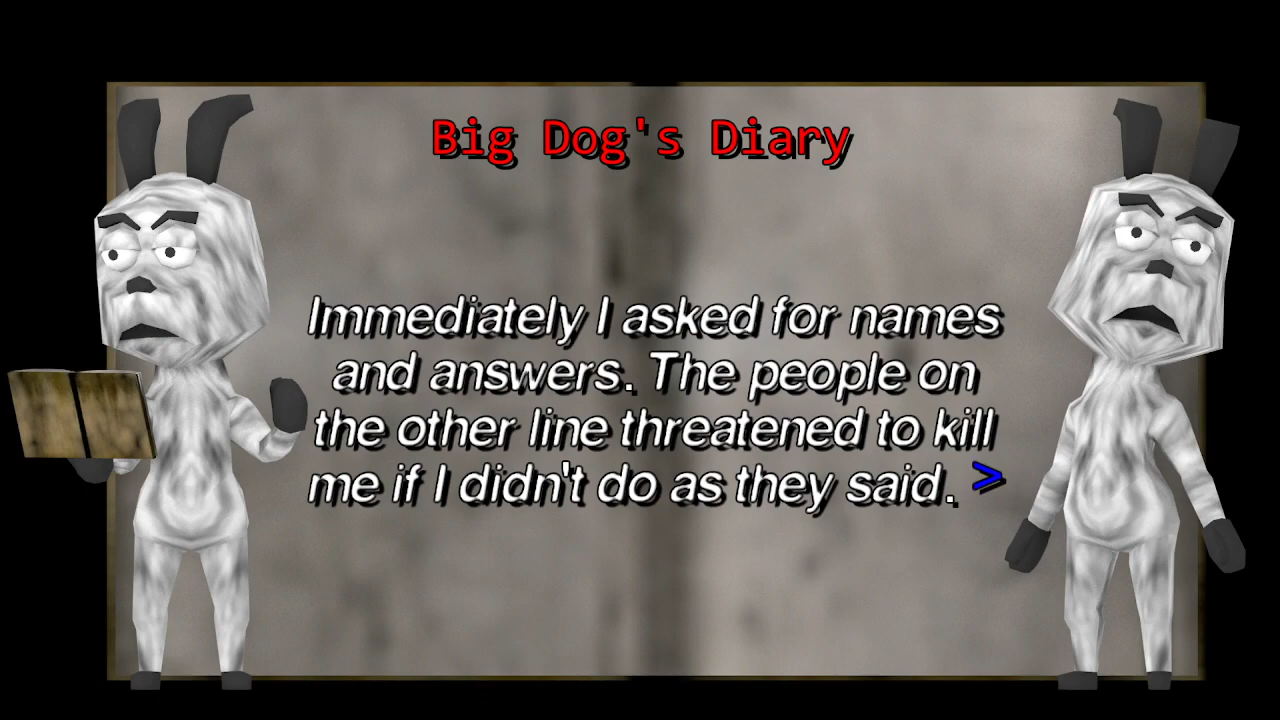 Big Dog's Diary
Immediately I asked for names
and answers. The people on
the other line threatened to kill
me if I didn't do as they said. >